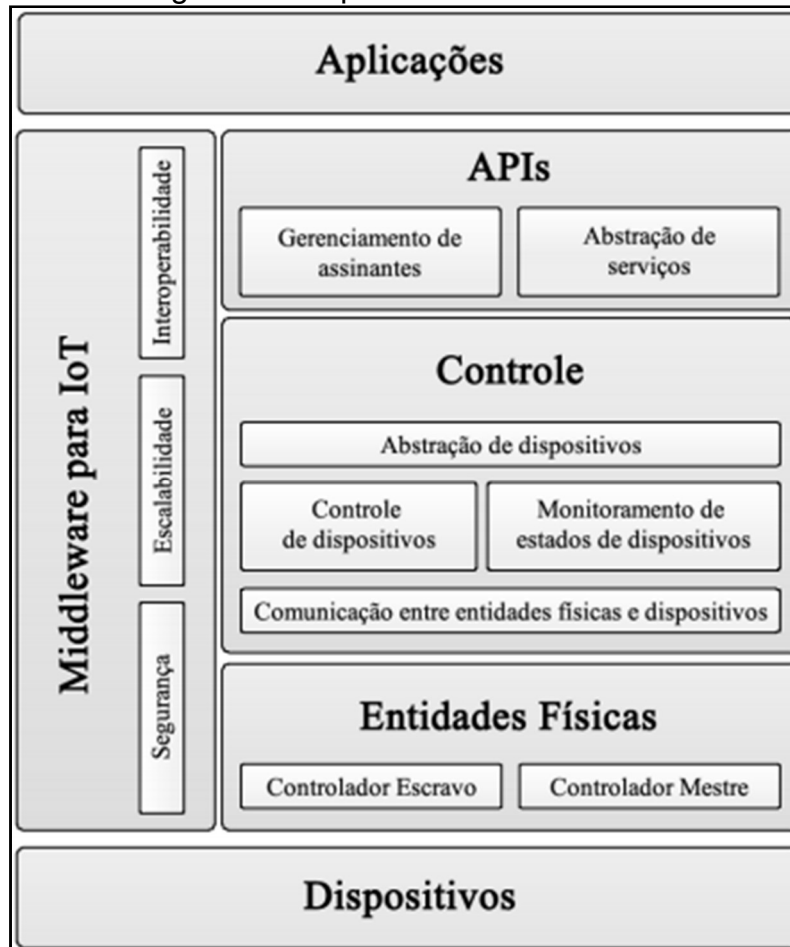 Aplicações
Middleware para IoT
Interoperabilidade
Escalabilidade
Segurança
APIs
Gerenciamento de
assinantes
Abstração de
serviços
Controle
Abstração de dispositivos
Controle
de dispositivos
Monitoramento de
estados de dispositivos
Comunicação entre entidades físicas e dispositivos
Entidades Físicas
Controlador Escravo
Controlador Mestre
Dispositivos